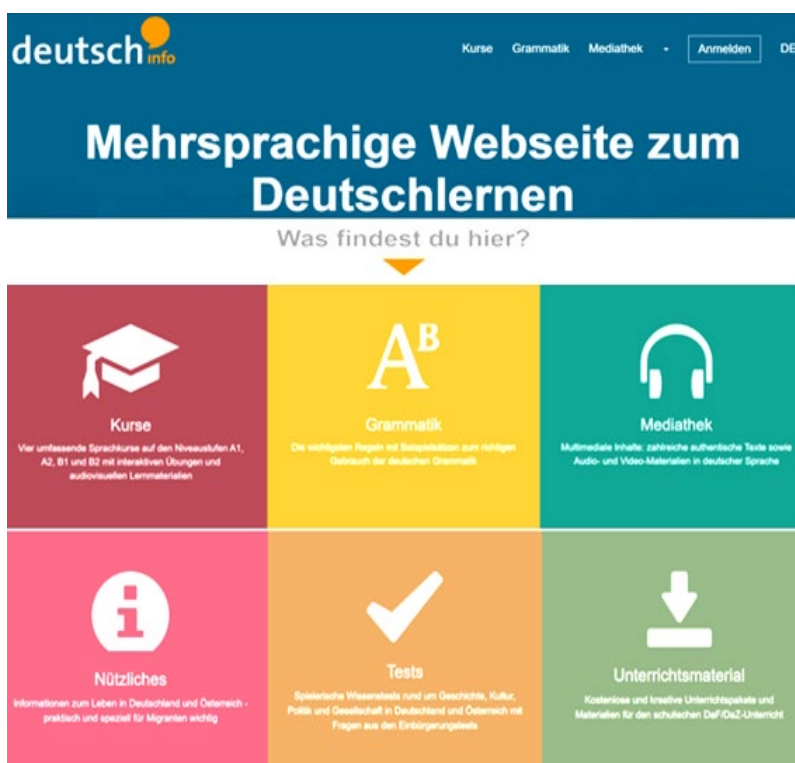 deutsch info
Kurse Grammatik Mediathek Anmelden DE
Mehrsprachige Webseite zum
Deutschlernen
Was findest du hier?
Kurse
Vier umfassende Sprachkurse auf den Niveaustufen A1,
A2, B1 und B2 mit interaktiven Übungen und
audiovisuellen Lernmaterialien
AB
Grammatik
Die wichtigsten Regeln mit Beispielsätzen zum richtigen
Gebrauch der deutschen Grammatik
Mediathek
Multimediale Inhalte: zahlreiche authentische Texte sowie
Audio- und Video-Materialien in deutscher Sprache
i
Nützliches
Informationen zum Leben in Deutschland und Österreich -
praktisch und speziell für Migranten wichtig
Tests
Spielerische Wissenstests rund um Geschichte, Kultur,
Politik und Gesellschaft in Deutschland und Österreich mit
Fragen aus den Einbürgerungstests
Unterrichtsmaterial
Kostenlose und kreative Unterrichtspakete und
Materialien für den schulischen DaF/DaZ-Unterricht